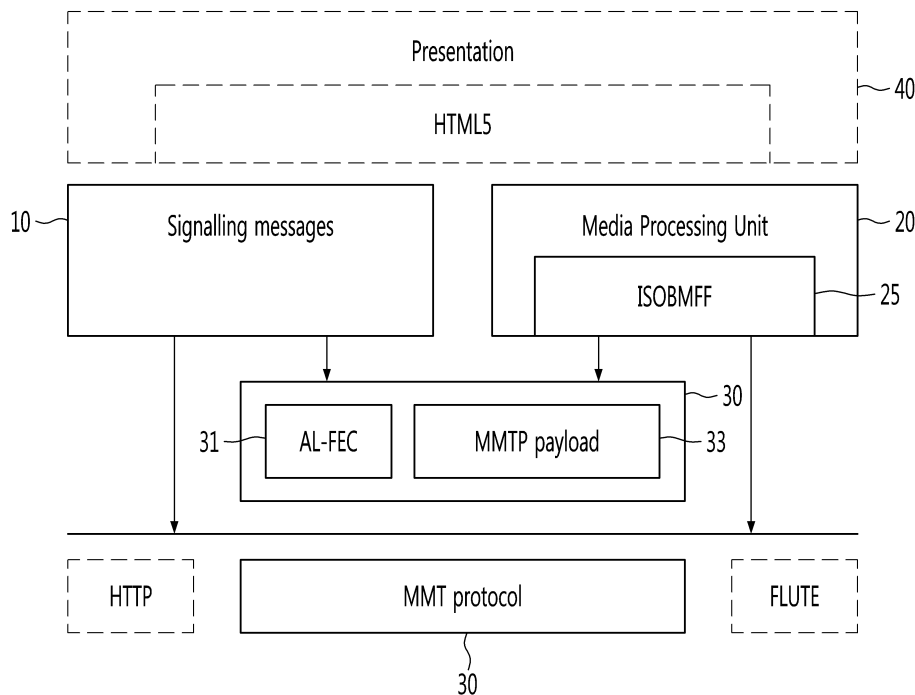 Presentation
40
HTML5
10
Signalling messages
Media Processing Unit
20
ISOBMFF
25
30
31
AL-FEC
MMTP payload
33
HTTP
MMT protocol
FLUTE
30